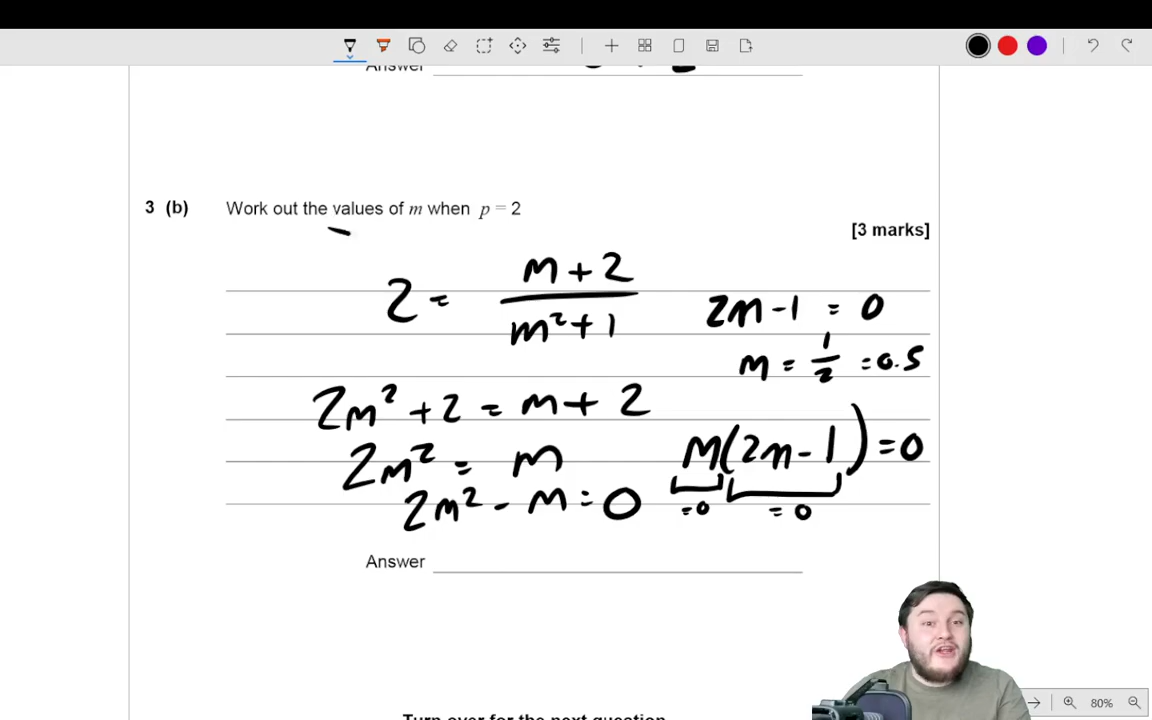 Answer
3 (b) Work out the values of m when p = 2
[3 marks]
2 = m + 2 / m² + 1
2m² + 2 = m + 2
2m² = m
2m² - m = 0
2m - 1 = 0
m = 1/2 = 0.5
m(2m - 1) = 0
= 0 = 0
Answer
Turn over for the next question
80%